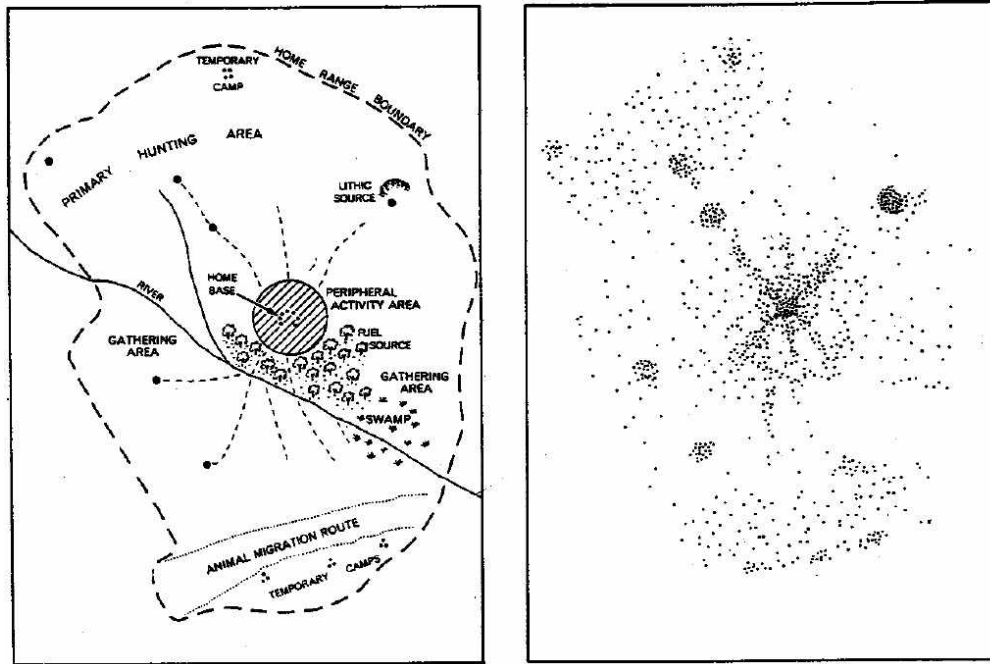 TEMPORARY
CAMP
HOME RANGE BOUNDARY
PRIMARY HUNTING AREA
LITHIC
SOURCE
HOME
BASE
RIVER
PERIPHERAL
ACTIVITY AREA
FUEL
SOURCE
GATHERING
AREA
GATHERING
AREA
SWAMP
ANIMAL MIGRATION ROUTE
TEMPORARY CAMPS